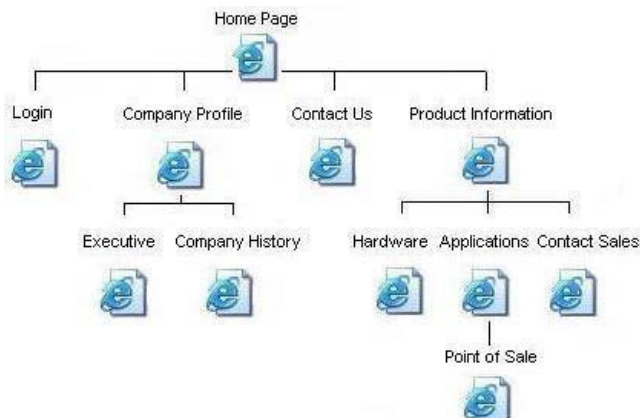 Home Page
Login Company Profile Contact Us Product Information
Executive Company History Hardware Applications Contact Sales
Point of Sale